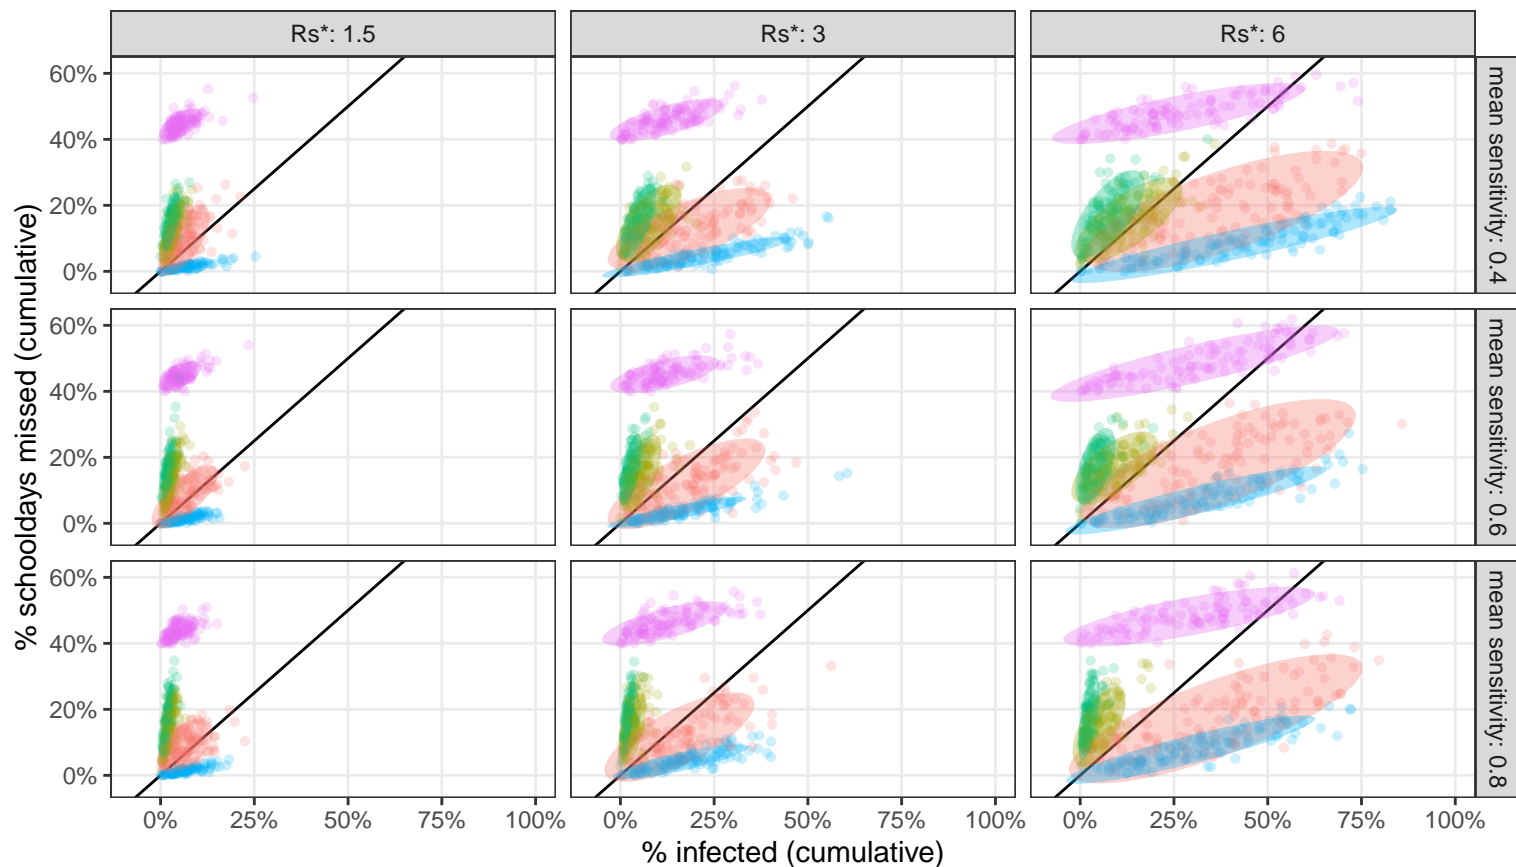 Rs*: 1.5 Rs*: 3 Rs*: 6
60%
40%
20%
0%
mean sensitivity: 0.4
60%
40%
20%
0%
mean sensitivity: 0.6
60%
40%
20%
0%
mean sensitivity: 0.8
% schooldays missed (cumulative)
0% 25% 50% 75% 100% 0% 25% 50% 75% 100% 0% 25% 50% 75% 100%
% infected (cumulative)